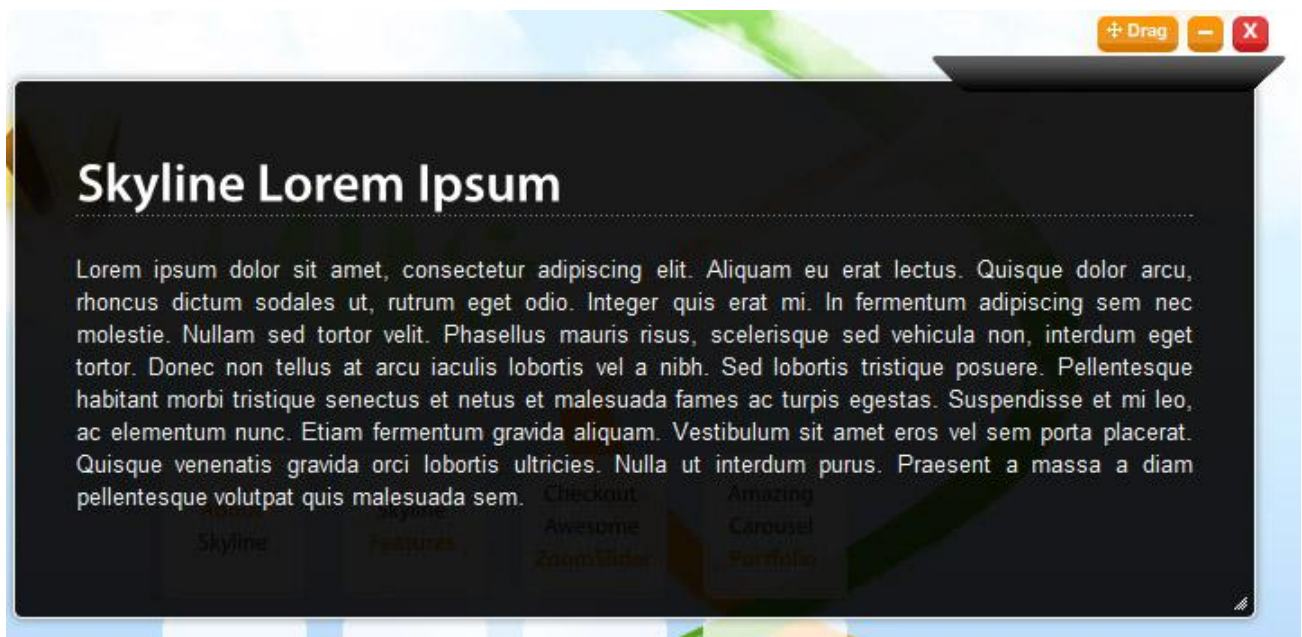 Drag
X
Skyline Lorem Ipsum
Lorem ipsum dolor sit amet, consectetur adipiscing elit. Aliquam eu erat lectus. Quisque dolor arcu,
rhoncus dictum sodales ut, rutrum eget odio. Integer quis erat mi. In fermentum adipiscing sem nec
molestie. Nullam sed tortor velit. Phasellus mauris risus, scelerisque sed vehicula non, interdum eget
tortor. Donec non tellus at arcu iaculis lobortis vel a nibh. Sed lobortis tristique posuere. Pellentesque
habitant morbi tristique senectus et netus et malesuada fames ac turpis egestas. Suspendisse et mi leo,
ac elementum nunc. Etiam fermentum gravida aliquam. Vestibulum sit amet eros vel sem porta placerat.
Quisque venenatis gravida orci lobortis ultricies. Nulla ut interdum purus. Praesent a massa a diam
pellentesque volutpat quis malesuada sem.
About
Skyline
Skyline
Features
Checkout
Awesome
ZoomSlider
Amazing
Carousel
Portfolio